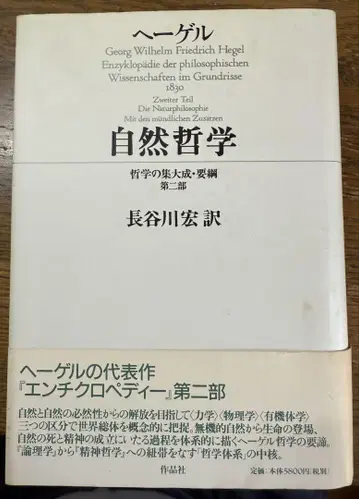 ヘーゲル
Georg Wilhelm Friedrich Hegel
Enzyklopädie der philosophischen
Wissenschaften im Grundrisse
1830
Zweiter Teil
Die Naturphilosophie
Mit den mündlichen Zusätzen
自然哲学
哲学の集大成・要綱
第二部
長谷川宏訳
ヘーゲルの代表作
『エンチクロペディー』第二部
自然と自然の必然性からの解放を目指して〈力学〉〈物理学〉〈有機体学〉
三つの区分で世界総体を概念的に把捉。無機的自然から生命の登場、
自然の死と精神の成立にいたる過程を体系的に描くヘーゲル哲学の要諦。
『論理学』から『精神哲学』への紐帯をなす「哲学体系」の中核。
作品社
定価:本体5800円(税別)